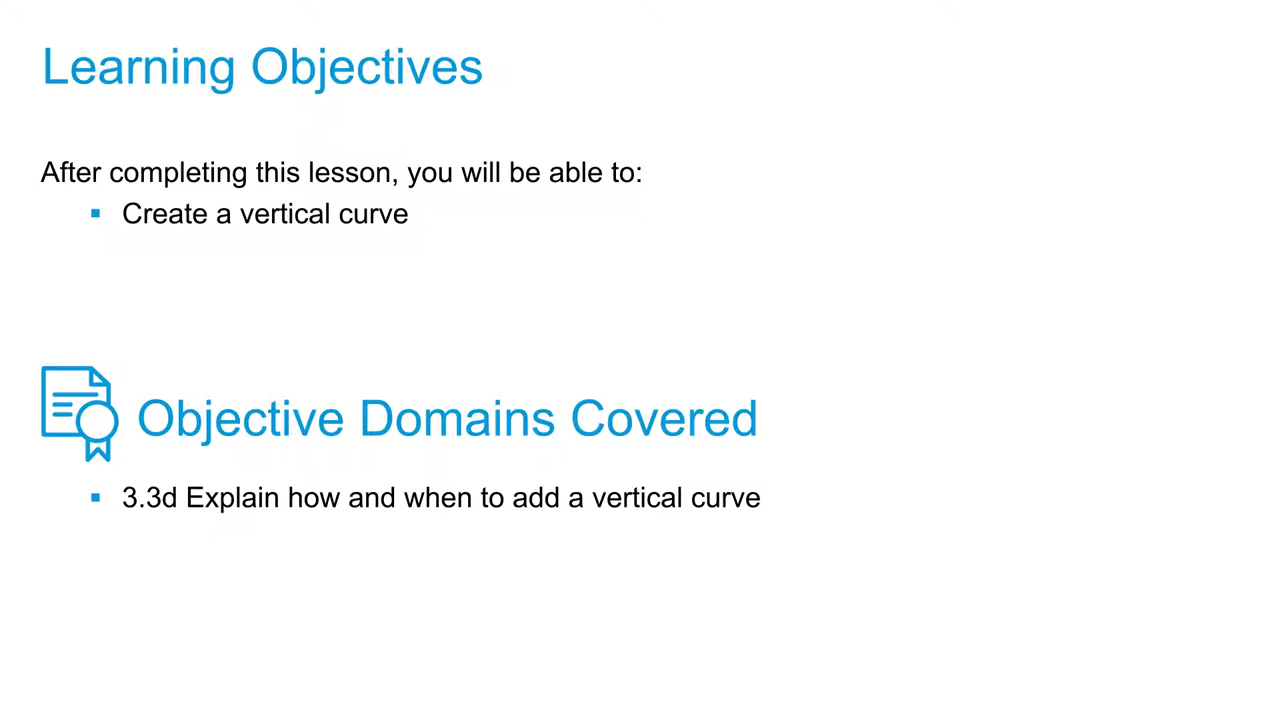 Learning Objectives
After completing this lesson, you will be able to:
▪ Create a vertical curve
Objective Domains Covered
▪ 3.3d Explain how and when to add a vertical curve